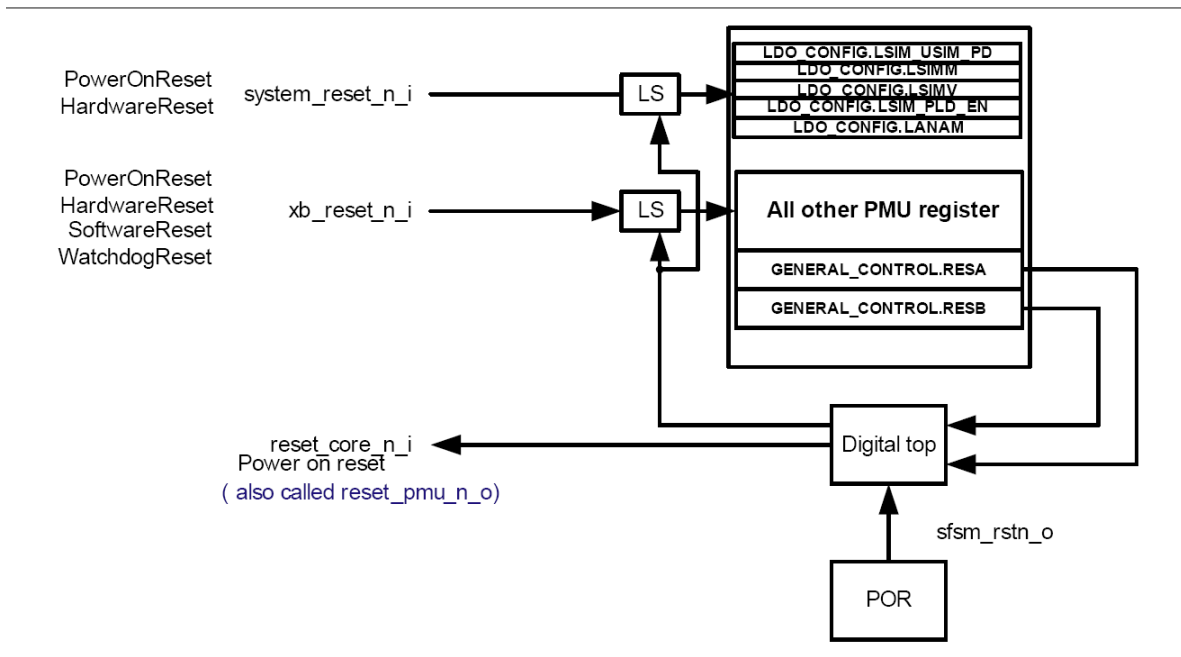 PowerOnReset
HardwareReset
system_reset_n_i
LS
LDO_CONFIG.LSIM_USIM_PD
LDO_CONFIG.LSIMM
LDO_CONFIG.LSIMV
LDO_CONFIG.LSIM_PLD_EN
LDO_CONFIG.LANAM
PowerOnReset
HardwareReset
SoftwareReset
WatchdogReset
xb_reset_n_i
LS
All other PMU register
GENERAL_CONTROL.RESA
GENERAL_CONTROL.RESB
reset_core_n_i
Power on reset
( also called reset_pmu_n_o)
Digital top
sfsm_rstn_o
POR